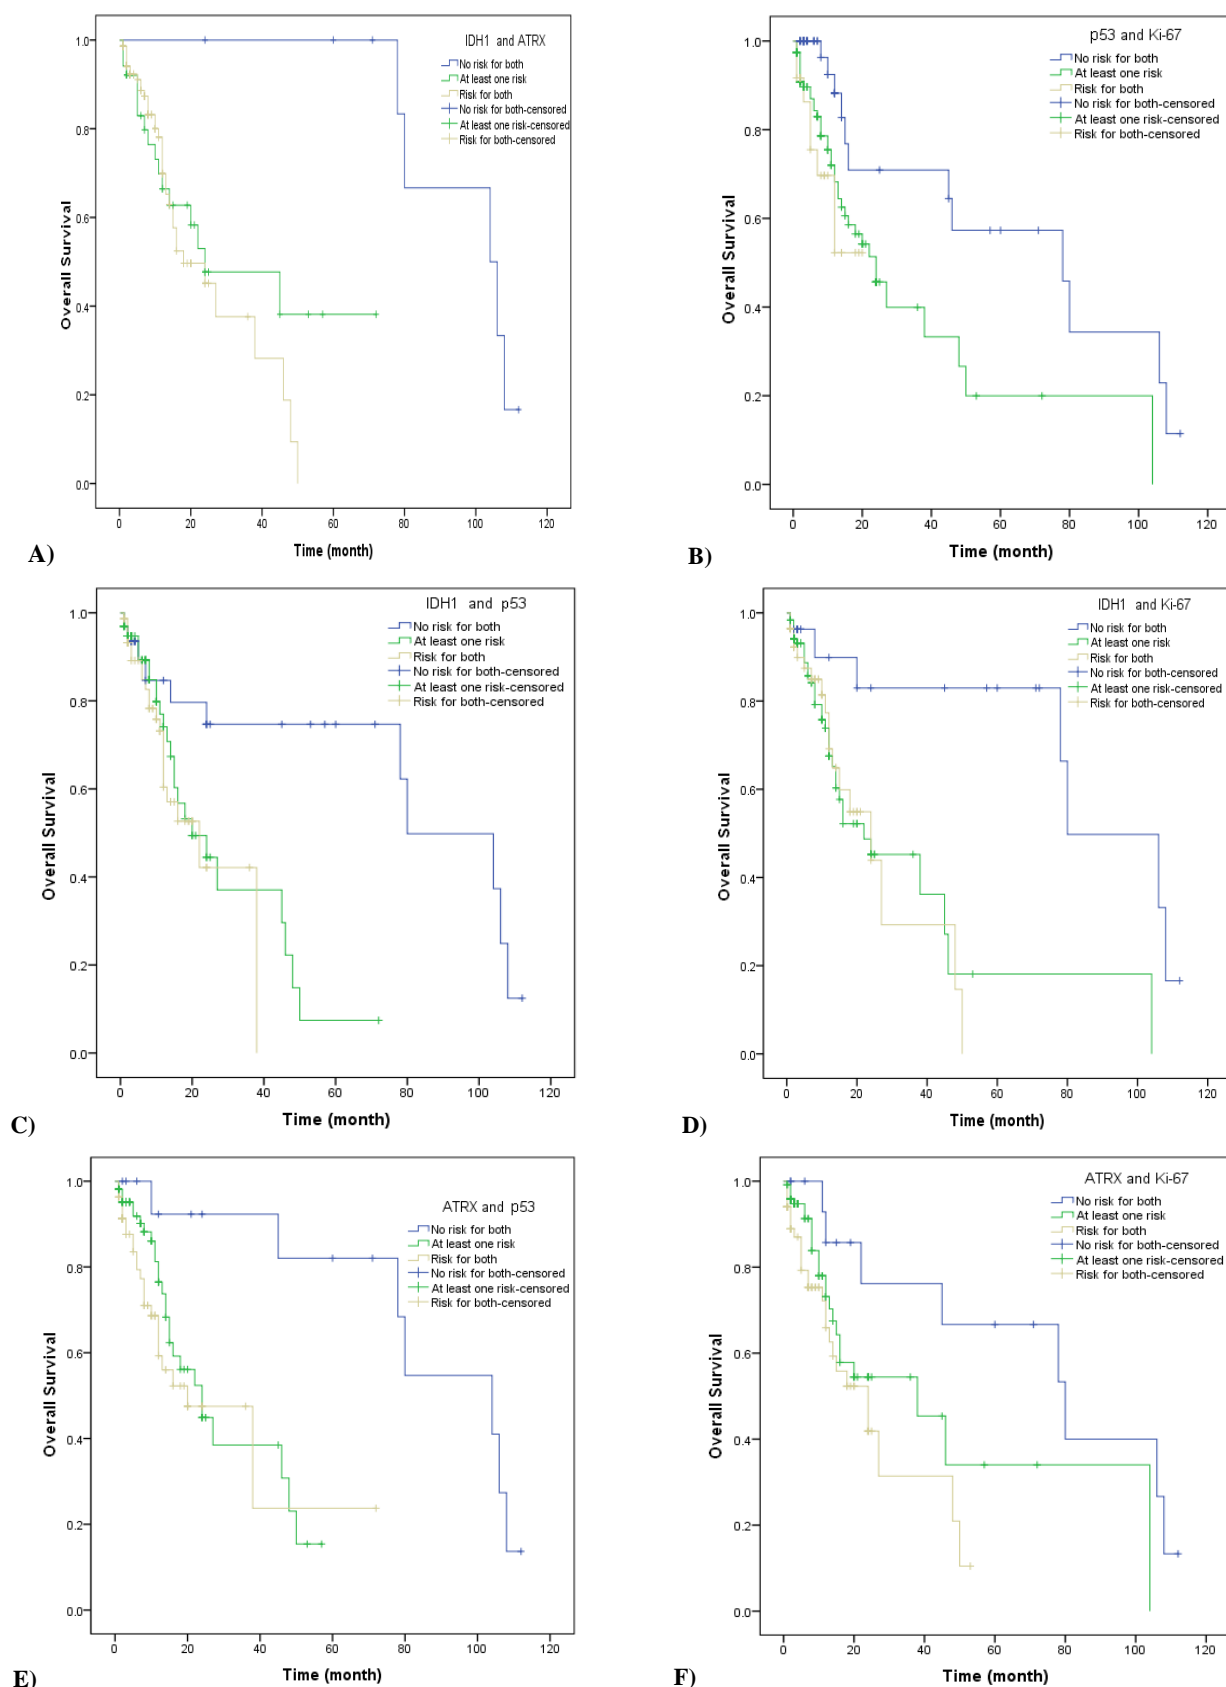 IDH1 and ATRX
No risk for both
At least one risk
Risk for both
No risk for both-censored
At least one risk-censored
Risk for both-censored
1.0
0.8
0.6
0.4
0.2
0.0
Overall Survival
0 20 40 60 80 100 120
Time (month)
A)
p53 and Ki-67
No risk for both
At least one risk
Risk for both
No risk for both-censored
At least one risk-censored
Risk for both-censored
1.0
0.8
0.6
0.4
0.2
0.0
Overall Survival
0 20 40 60 80 100 120
Time (month)
B)
IDH1 and p53
No risk for both
At least one risk
Risk for both
No risk for both-censored
At least one risk-censored
Risk for both-censored
1.0
0.8
0.6
0.4
0.2
0.0
Overall Survival
0 20 40 60 80 100 120
Time (month)
C)
IDH1 and Ki-67
No risk for both
At least one risk
Risk for both
No risk for both-censored
At least one risk-censored
Risk for both-censored
1.0
0.8
0.6
0.4
0.2
0.0
Overall Survival
0 20 40 60 80 100 120
Time (month)
D)
ATRX and p53
No risk for both
At least one risk
Risk for both
No risk for both-censored
At least one risk-censored
Risk for both-censored
1.0
0.8
0.6
0.4
0.2
0.0
Overall Survival
0 20 40 60 80 100 120
Time (month)
E)
ATRX and Ki-67
No risk for both
At least one risk
Risk for both
No risk for both-censored
At least one risk-censored
Risk for both-censored
1.0
0.8
0.6
0.4
0.2
0.0
Overall Survival
0 20 40 60 80 100 120
Time (month)
F)